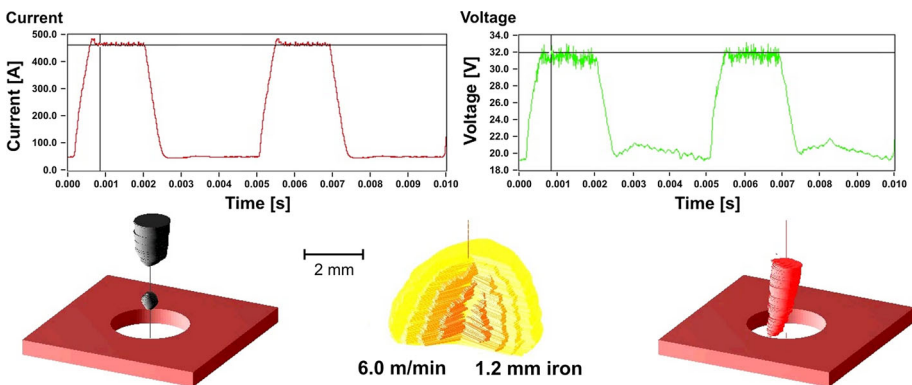 Current
Voltage
500.0
400.0
300.0
200.0
100.0
0.0
Current [A]
0.000 0.001 0.002 0.003 0.004 0.005 0.006 0.007 0.008 0.009 0.010
Time [s]
34.0
32.0
30.0
28.0
26.0
24.0
22.0
20.0
18.0
Voltage [V]
0.000 0.001 0.002 0.003 0.004 0.005 0.006 0.007 0.008 0.009 0.010
Time [s]
2 mm
6.0 m/min 1.2 mm iron